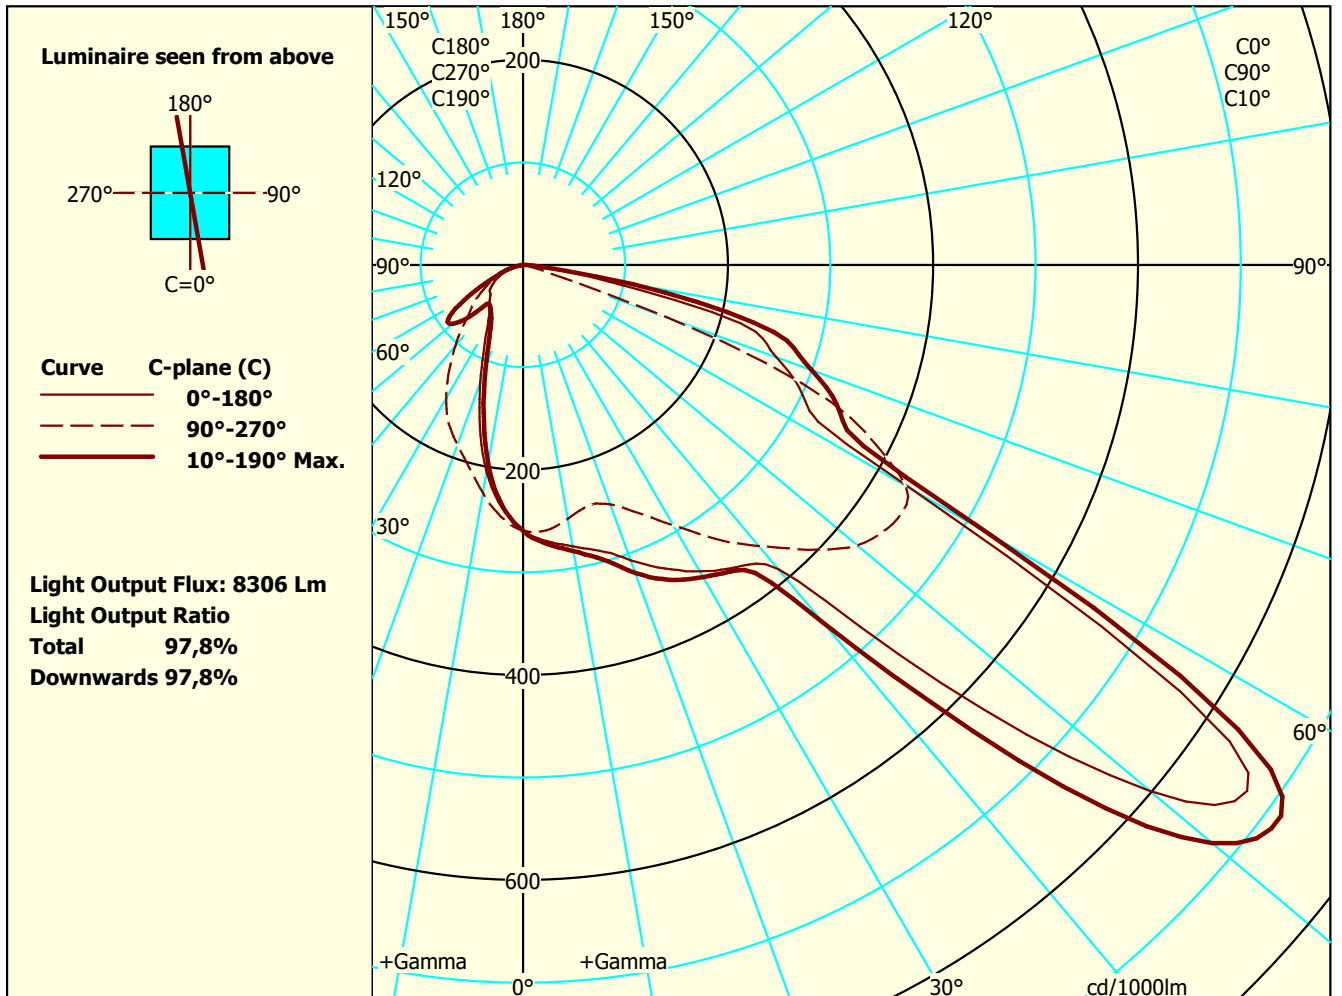 Luminaire seen from above
180°
270°
90°
C=0°
Curve C-plane (C)
0°-180°
90°-270°
10°-190° Max.
Light Output Flux: 8306 Lm
Light Output Ratio
Total 97,8%
Downwards 97,8%
150° 180° 150° 120°
C180°
C270°
C190°
C0°
C90°
C10°
200
120°
90° 90°
60°
200
30°
400
60°
600
+Gamma +Gamma
0° 30° cd/1000lm